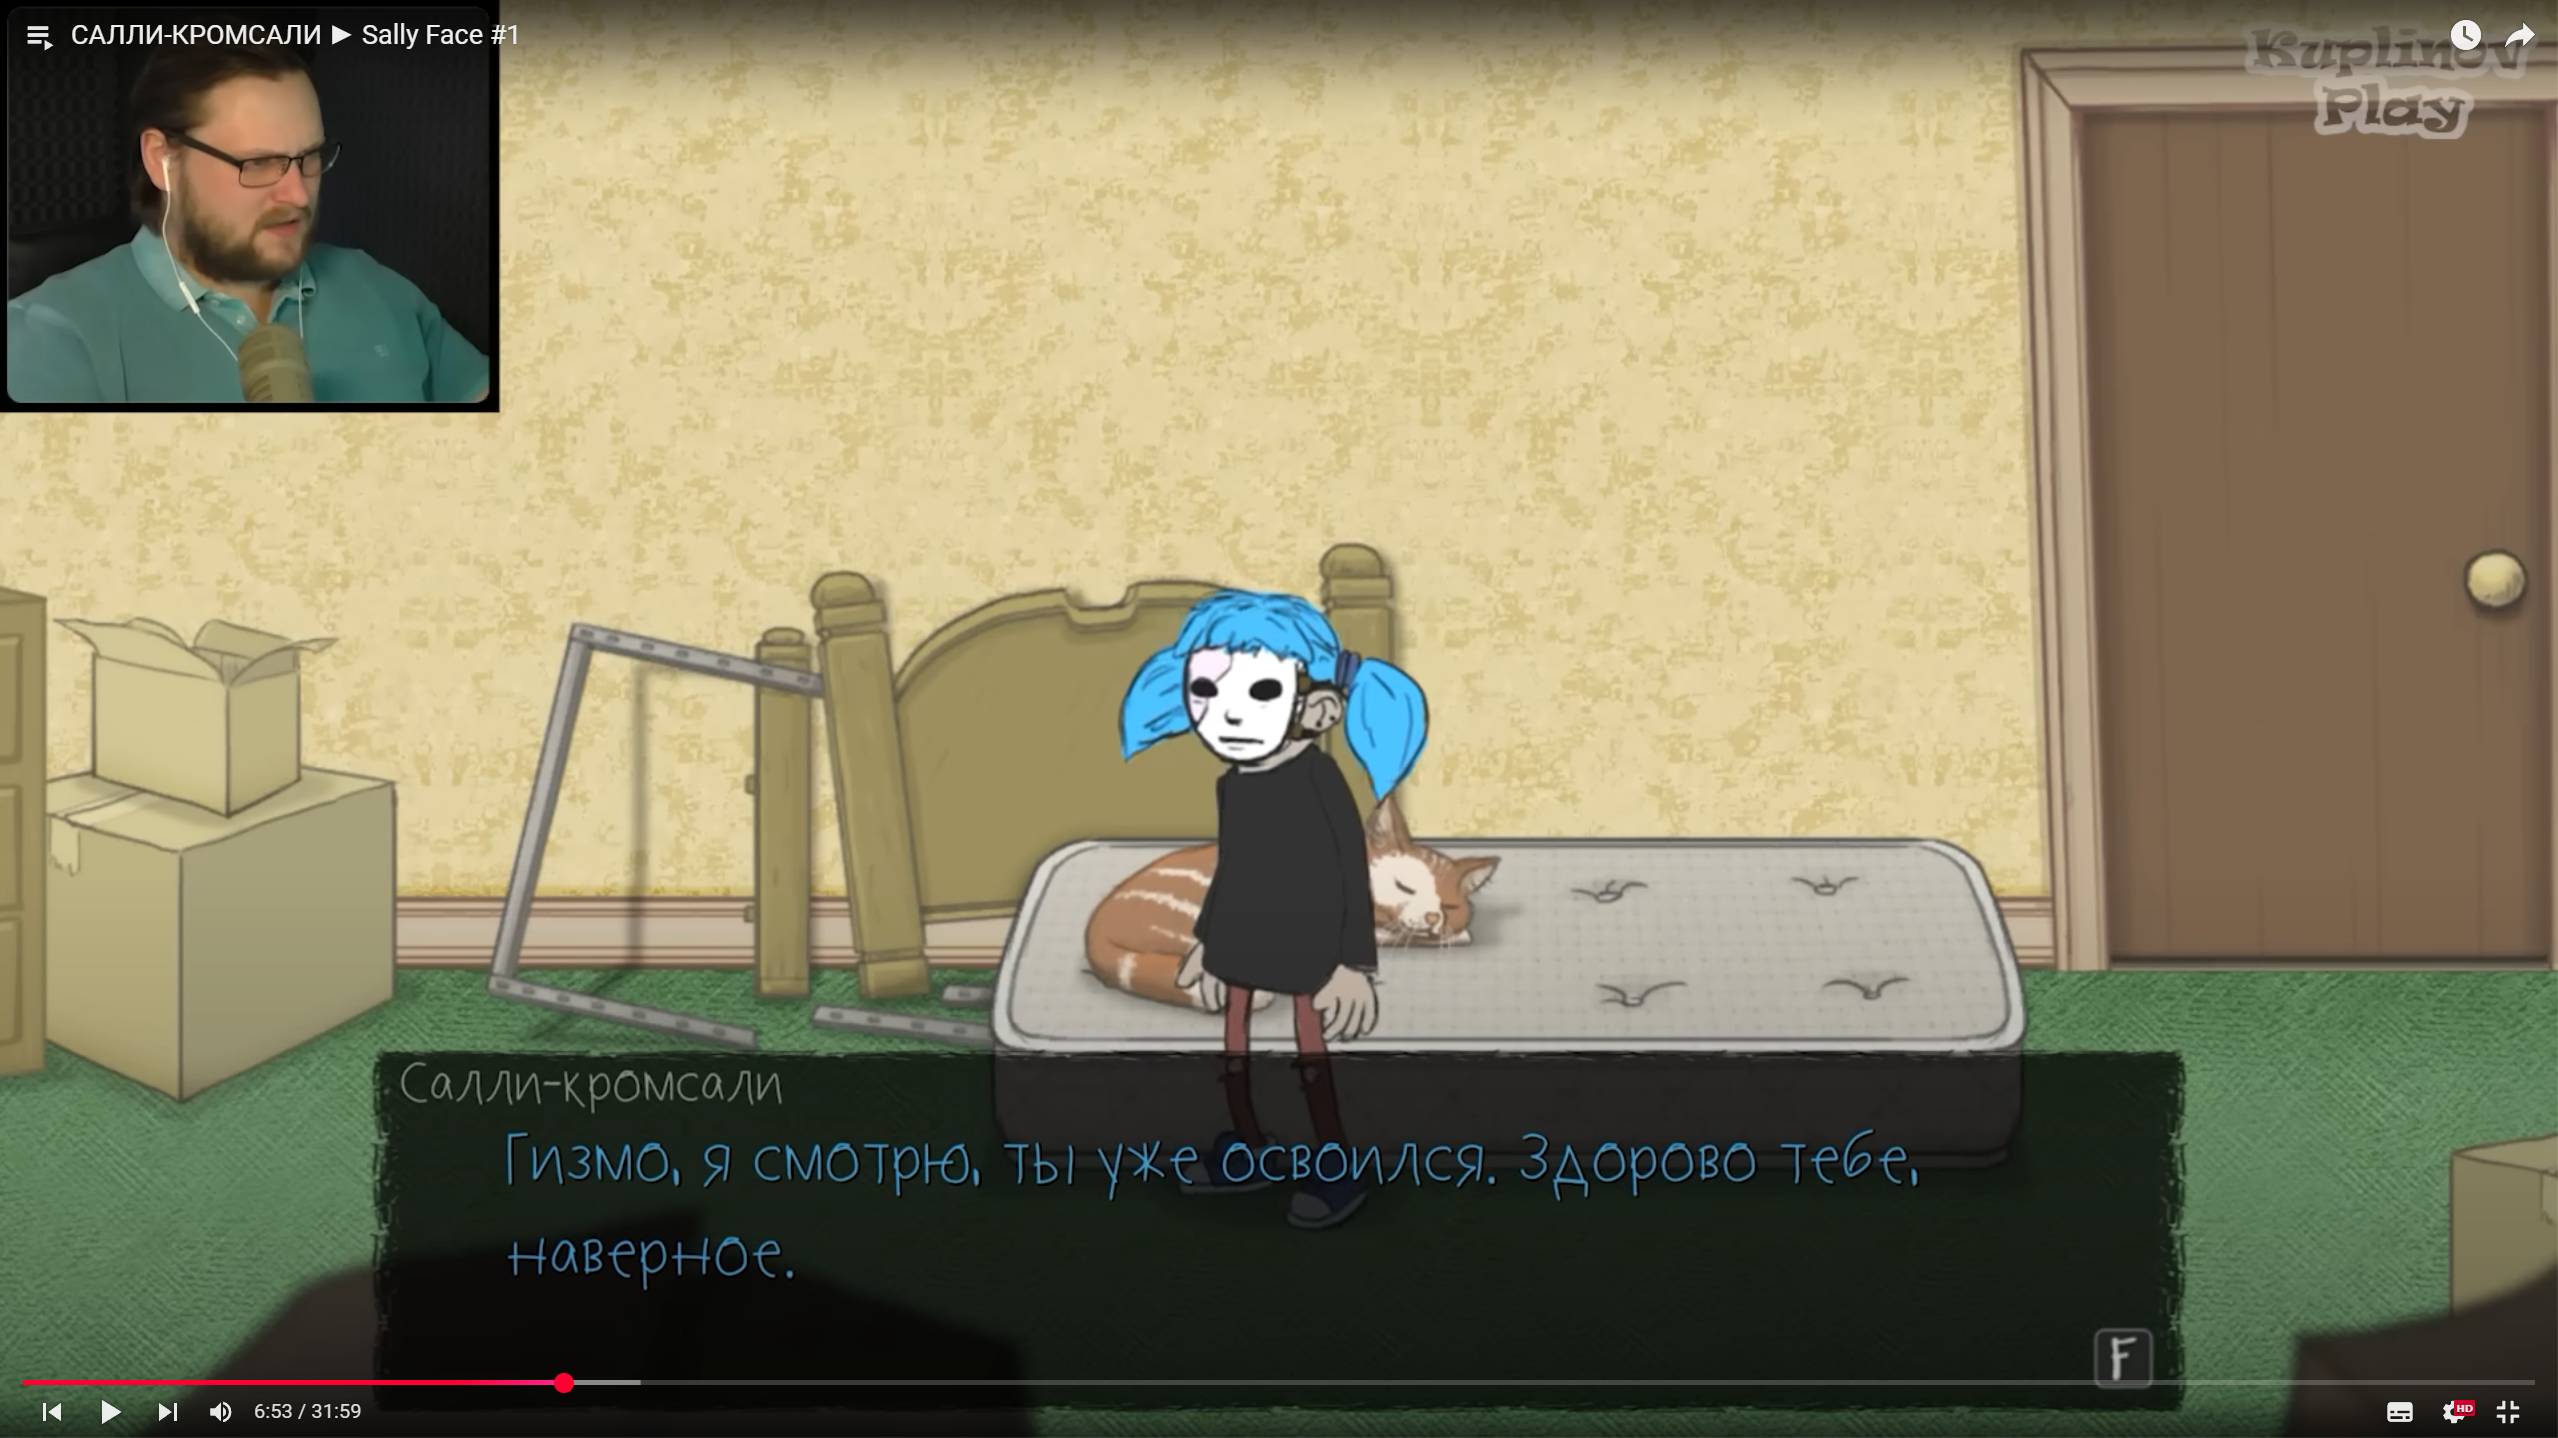 САЛЛИ-КРОМСАЛИ ► Sally Face #1
Kuplinov
Play
Салли-кромсали
Гизмо, я смотрю, ты уже освоился. Здорово тебе,
наверное.
F
6:53 / 31:59
HD